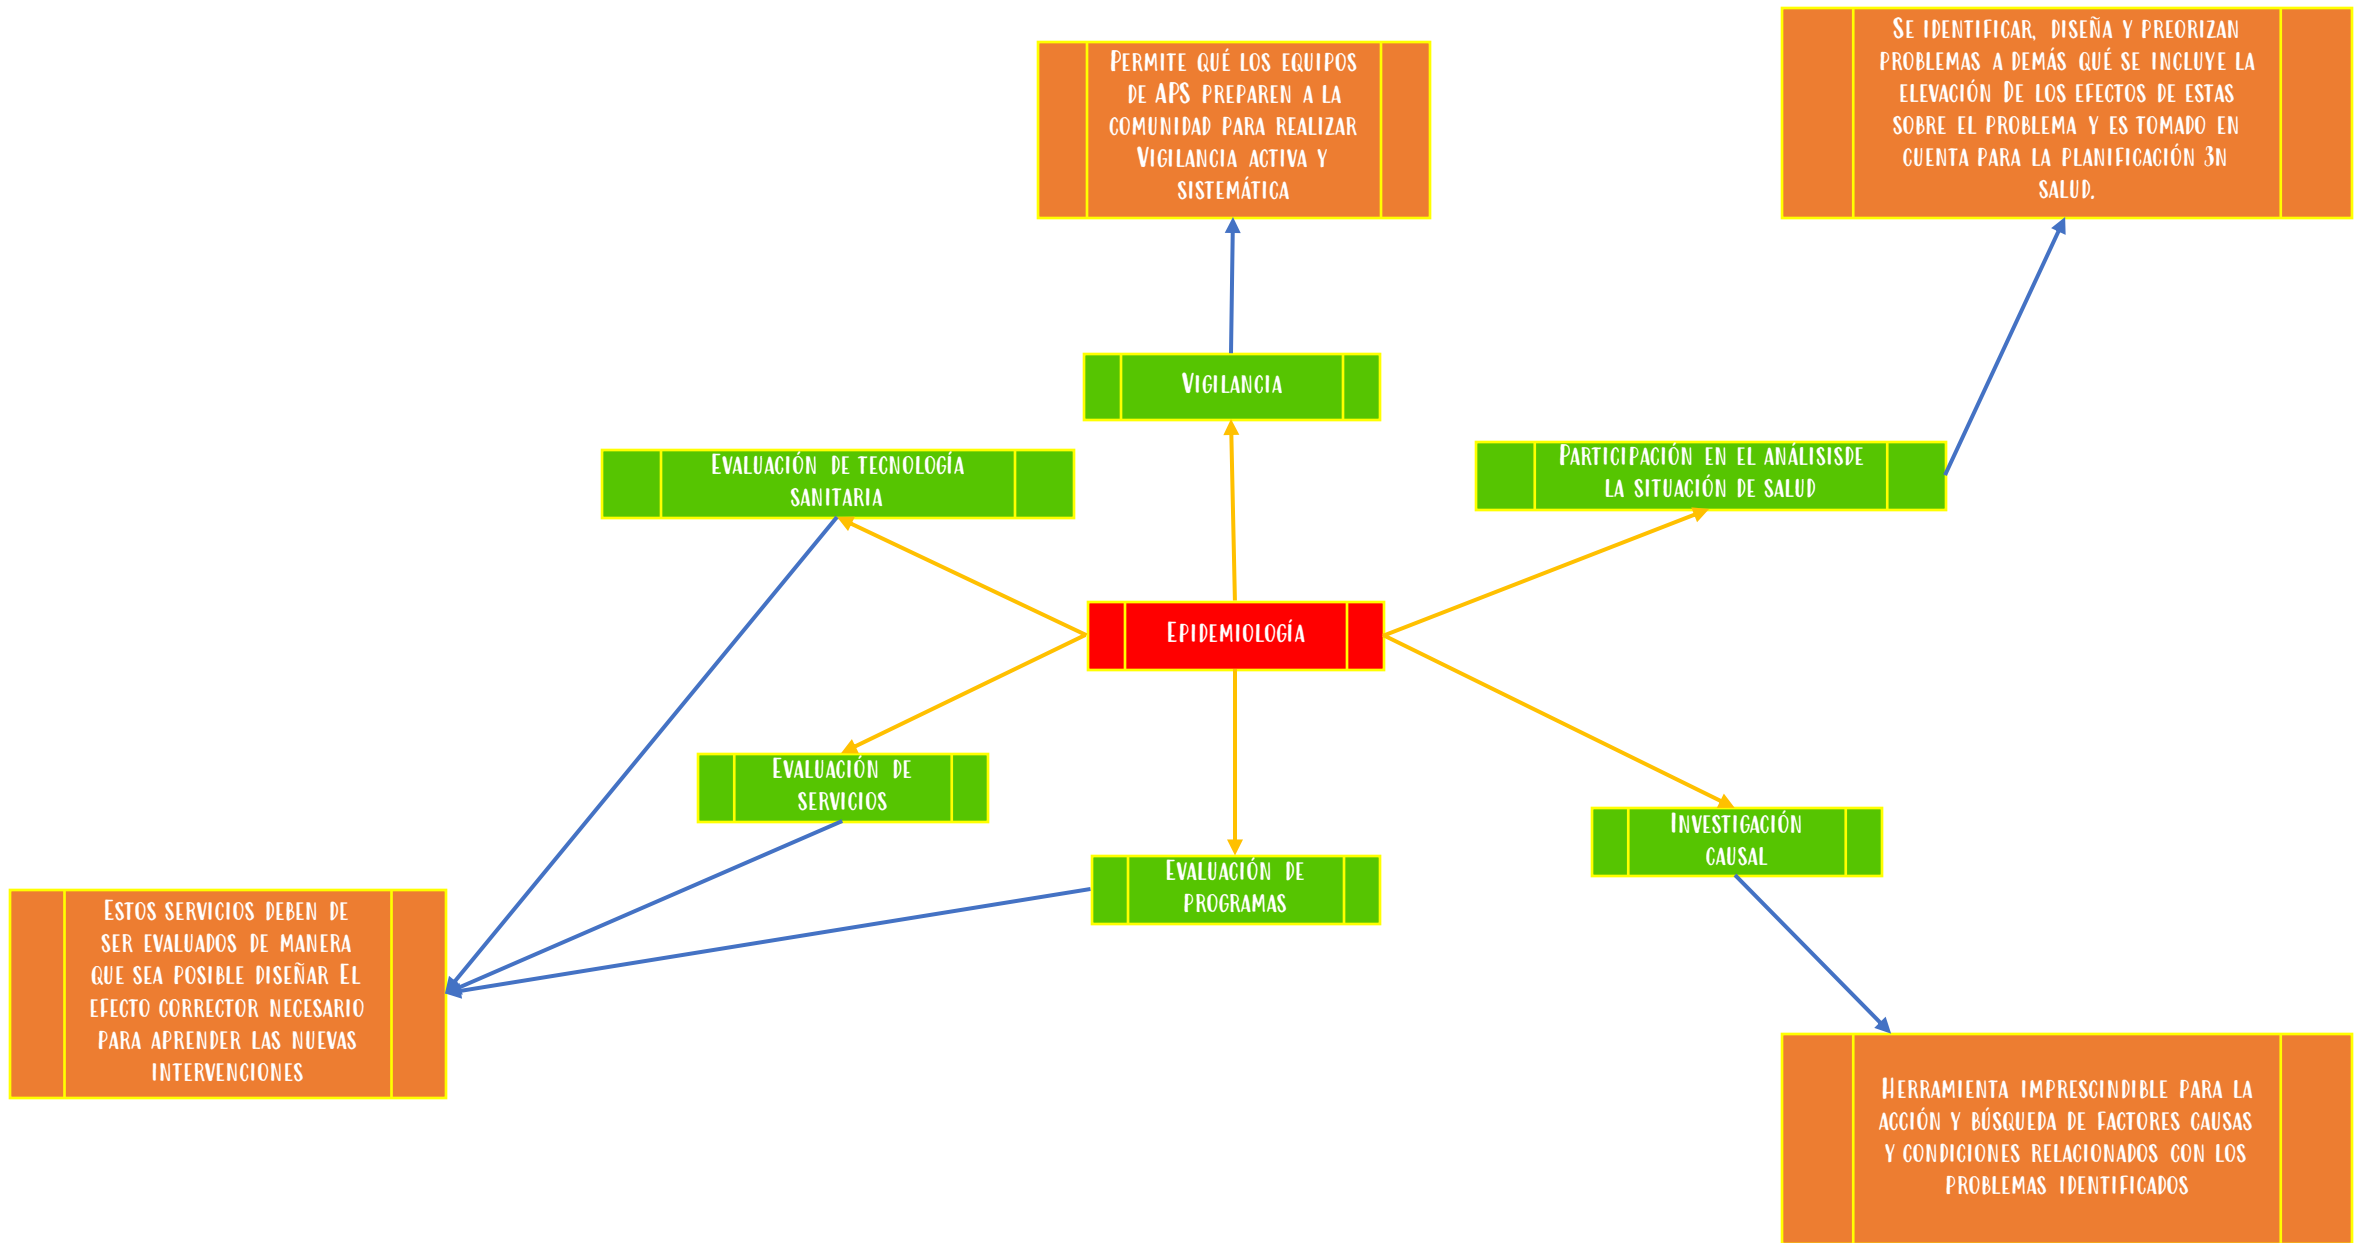 Permite qué los equipos
de APS preparen a la
comunidad para realizar
Vigilancia activa y
sistemática
Se identificar, diseña y preorizan
problemas a demás qué se incluye la
elevación De los efectos de estas
sobre el problema y es tomado en
cuenta para la planificación 3n
salud.
Vigilancia
Evaluación de tecnología
sanitaria
Participación en el análisisde
la situación de salud
Epidemiología
Evaluación de
servicios
Evaluación de
programas
Investigación
causal
Estos servicios deben de
ser evaluados de manera
que sea posible diseñar El
efecto corrector necesario
para aprender las nuevas
intervenciones
Herramienta imprescindible para la
acción y búsqueda de factores causas
y condiciones relacionados con los
problemas identificados